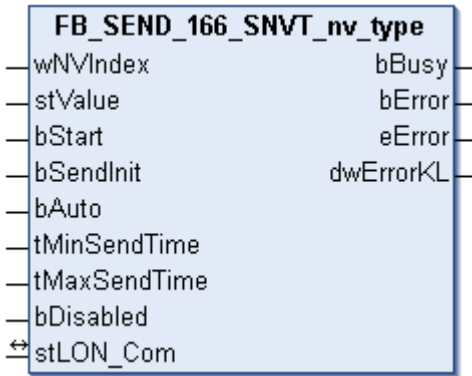 FB_SEND_166_SNVT_nv_type
wNVIndex bBusy
stValue bError
bStart eError
bSendInit dwErrorKL
bAuto
tMinSendTime
tMaxSendTime
bDisabled
stLON_Com